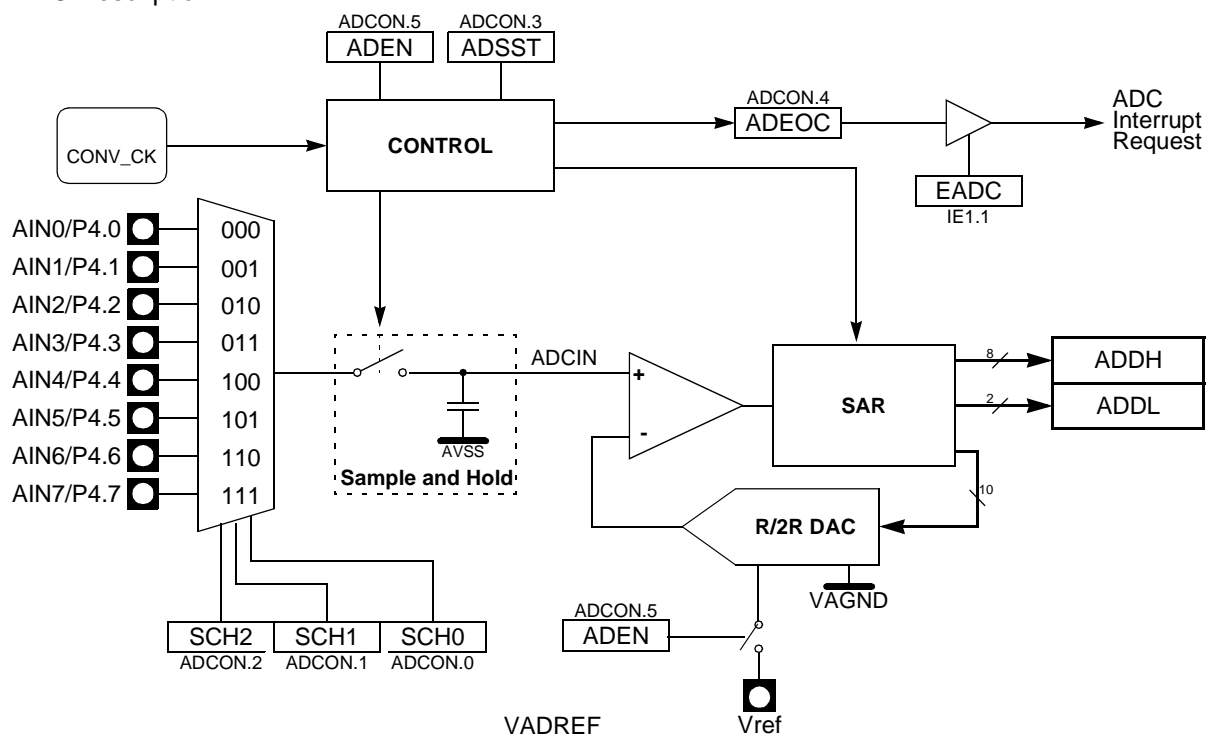 ADCON.5
ADEN
ADCON.3
ADSST
CONV_CK
CONTROL
ADCON.4
ADEOC
ADC
Interrupt
Request
EADC
IE1.1
AIN0/P4.0
000
AIN1/P4.1
001
AIN2/P4.2
010
AIN3/P4.3
011
AIN4/P4.4
100
AIN5/P4.5
101
AIN6/P4.6
110
AIN7/P4.7
111
ADCIN
AVSS
Sample and Hold
+
-
SAR
8
ADDH
2
ADDL
10
R/2R DAC
VAGND
ADCON.5
ADEN
SCH2
SCH1
SCH0
ADCON.2
ADCON.1
ADCON.0
VADREF
Vref